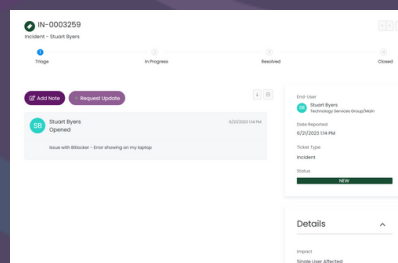 IN-0003259
Incident - Stuart Byers
1
Triage
In Progress
Resolved
Closed
Add Note
Request Update
SB
Stuart Byers
Opened
6/21/2023 1:14 PM
Issue with Bitlocker - Error showing on my laptop
End User
SB
Stuart Byers
Technology Services Group/Main
Date Reported
6/21/2023 1:14 PM
Ticket Type
Incident
Status
NEW
Details
Impact
Single User Affected